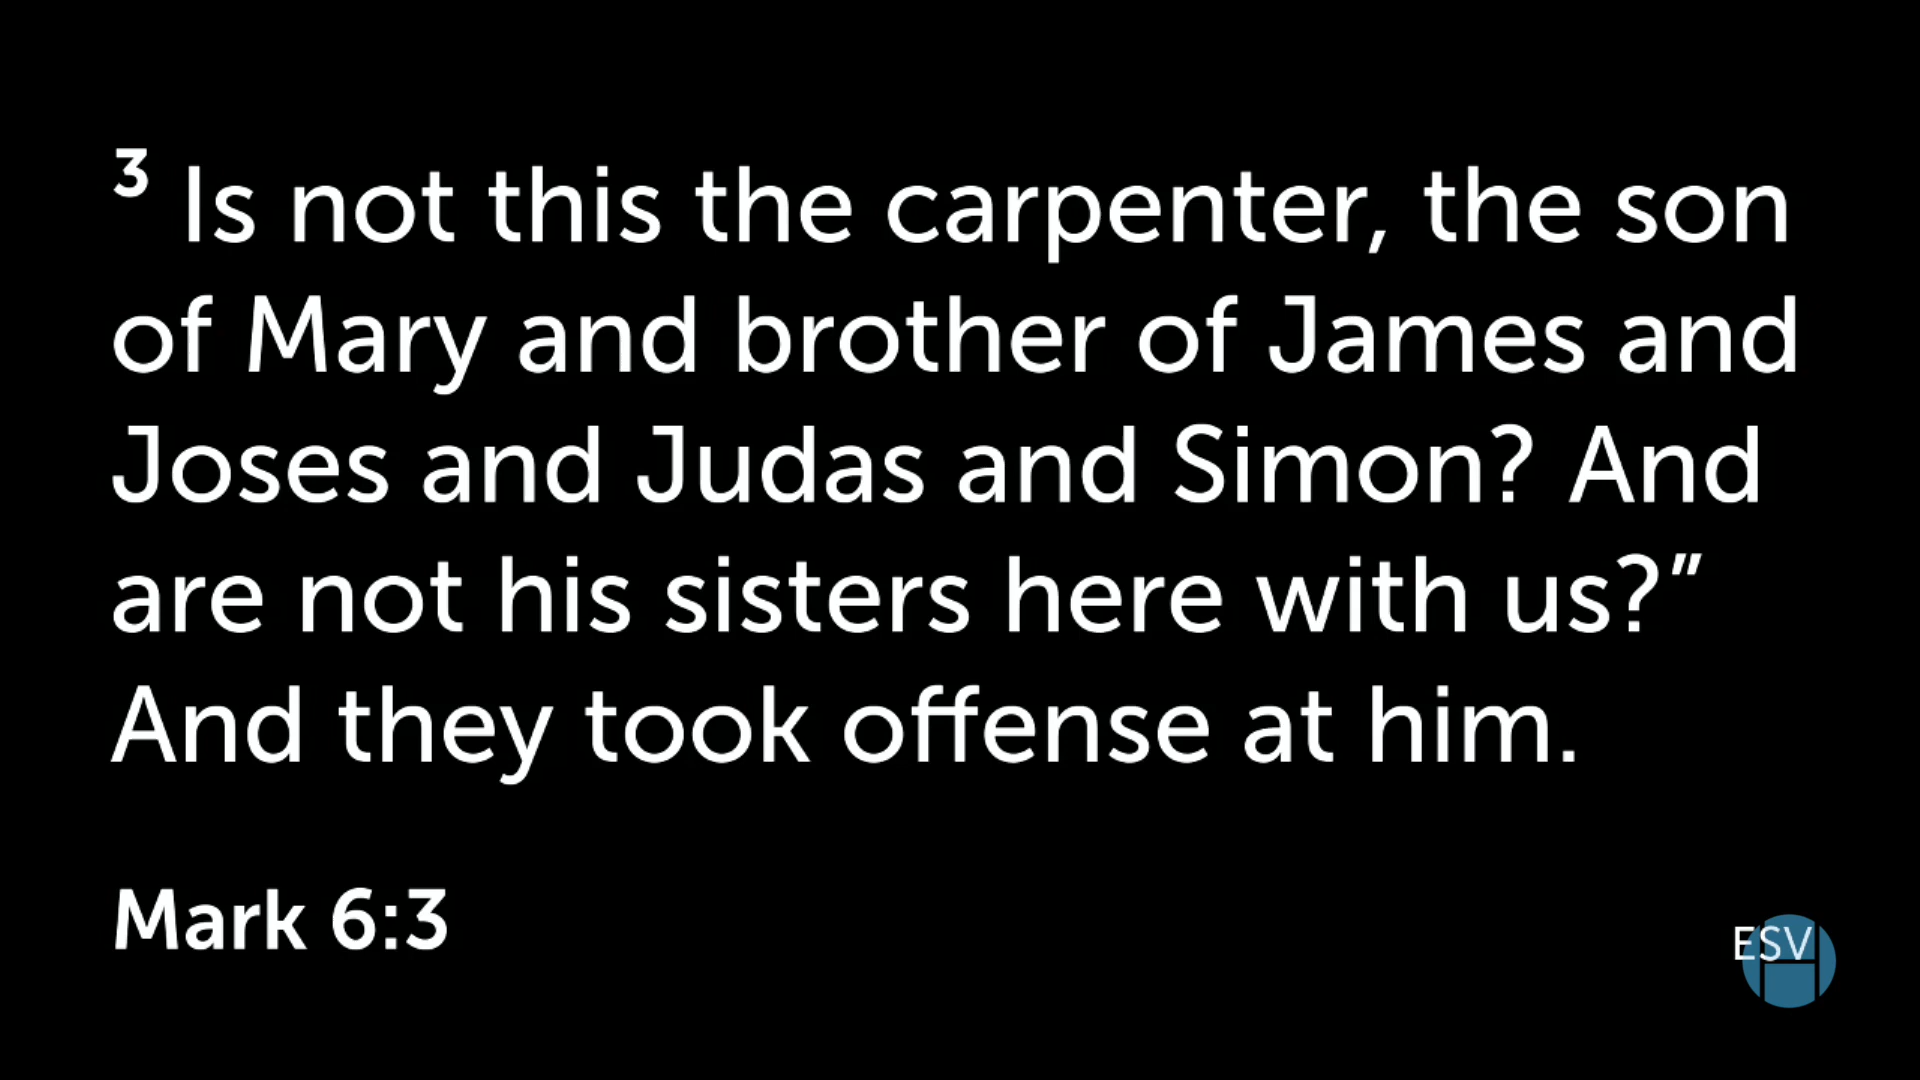 3 Is not this the carpenter, the son
of Mary and brother of James and
Joses and Judas and Simon? And
are not his sisters here with us?”
And they took offense at him.
Mark 6:3
ESV